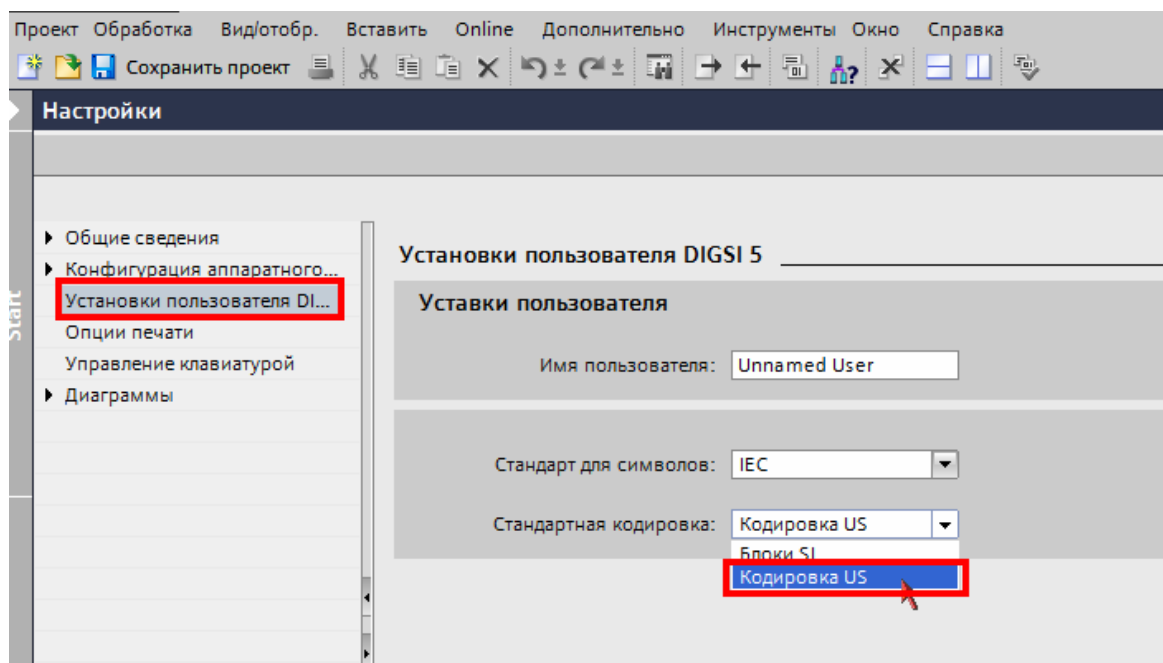 Проект Обработка Вид/отобр. Вставить Online Дополнительно Инструменты Окно Справка
Сохранить проект
Настройки
Start
Общие сведения
Конфигурация аппаратного...
Установки пользователя DI...
Опции печати
Управление клавиатурой
Диаграммы
Установки пользователя DIGSI 5
Уставки пользователя
Имя пользователя: Unnamed User
Стандарт для символов: IEC
Стандартная кодировка: Кодировка US
Блоки SI
Кодировка US